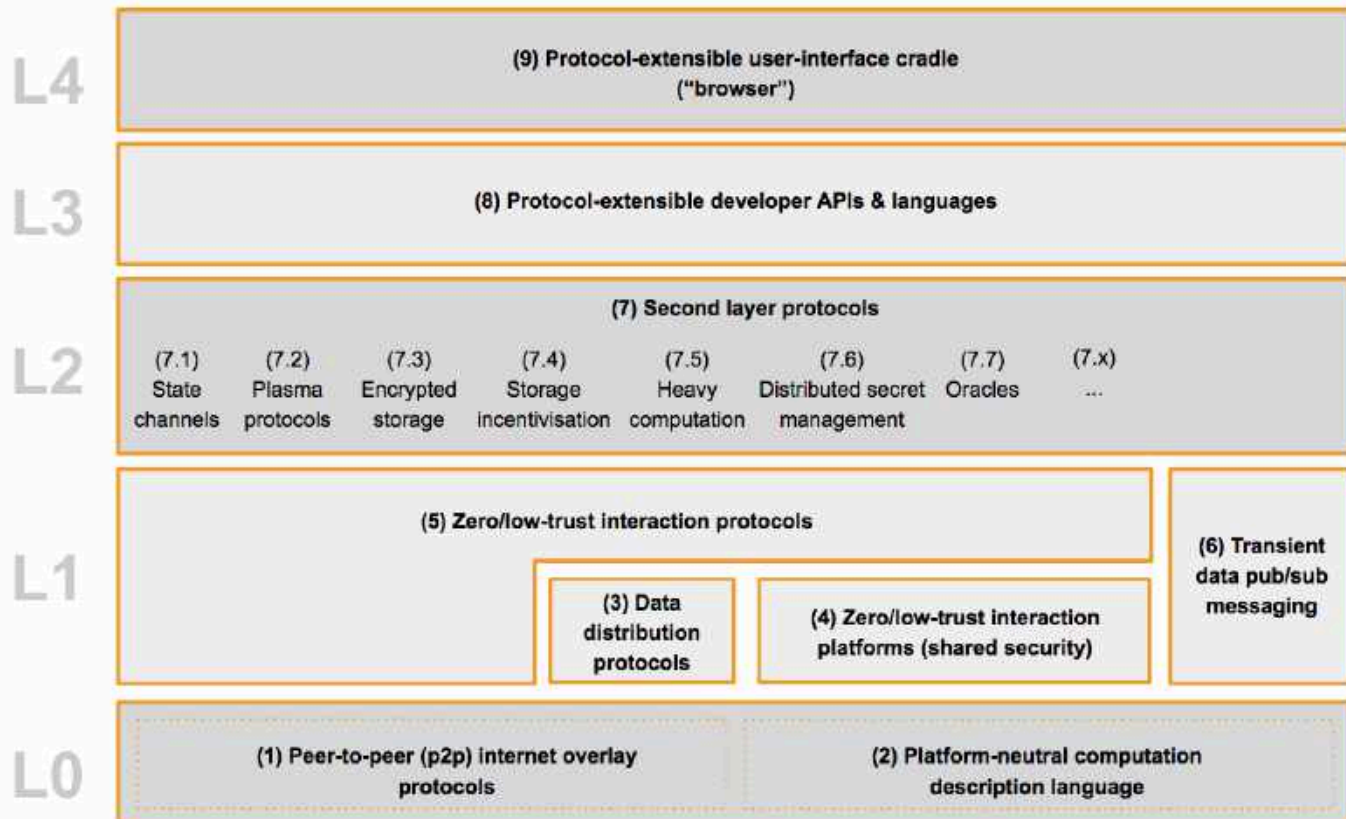 L4
(9) Protocol-extensible user-interface cradle
(“browser”)
L3
(8) Protocol-extensible developer APIs & languages
L2
(7) Second layer protocols
(7.1)
State
channels
(7.2)
Plasma
protocols
(7.3)
Encrypted
storage
(7.4)
Storage
incentivisation
(7.5)
Heavy
computation
(7.6)
Distributed secret
management
(7.7)
Oracles
(7.x)
...
L1
(5) Zero/low-trust interaction protocols
(3) Data
distribution
protocols
(4) Zero/low-trust interaction
platforms (shared security)
(6) Transient
data pub/sub
messaging
L0
(1) Peer-to-peer (p2p) internet overlay
protocols
(2) Platform-neutral computation
description language